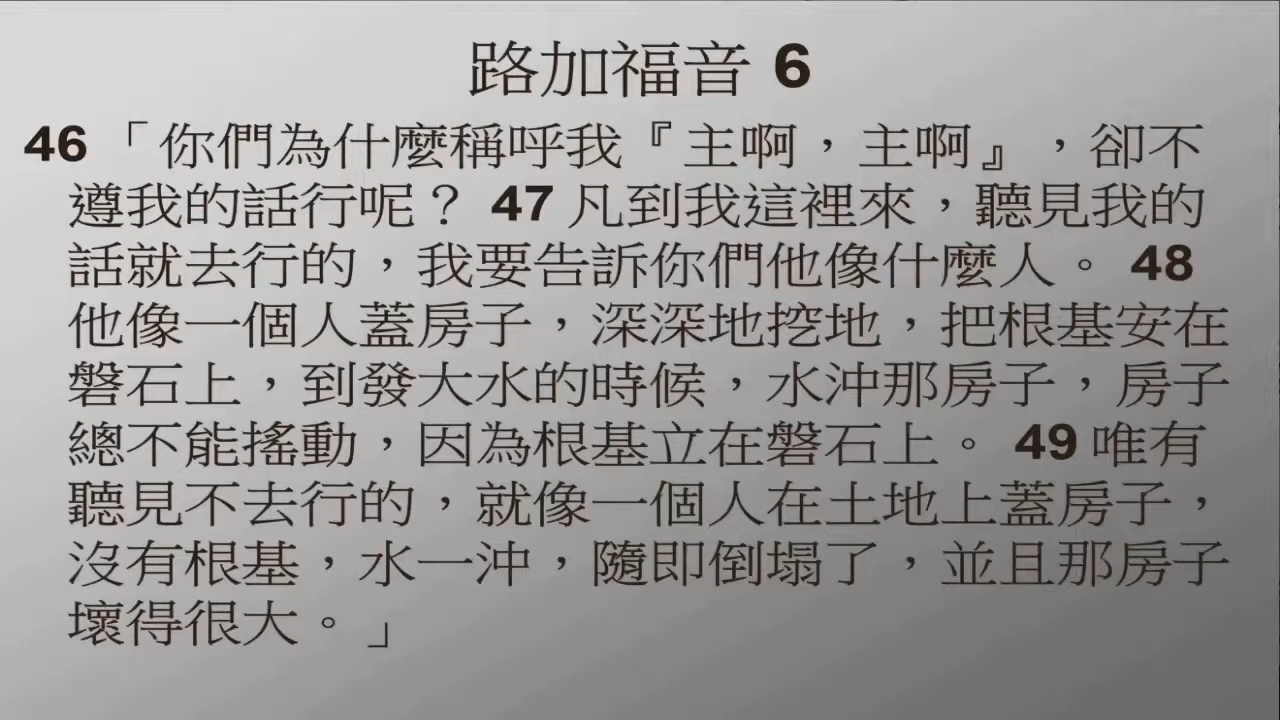 路加福音 6
46 「你們為什麼稱呼我『主啊，主啊』，卻不
遵我的話行呢？ 47 凡到我這裡來，聽見我的
話就去行的，我要告訴你們他像什麼人。 48
他像一個人蓋房子，深深地挖地，把根基安在
磐石上，到發大水的時候，水沖那房子，房子
總不能搖動，因為根基立在磐石上。 49 唯有
聽見不去行的，就像一個人在土地上蓋房子，
沒有根基，水一沖，隨即倒塌了，並且那房子
壞得很大。」